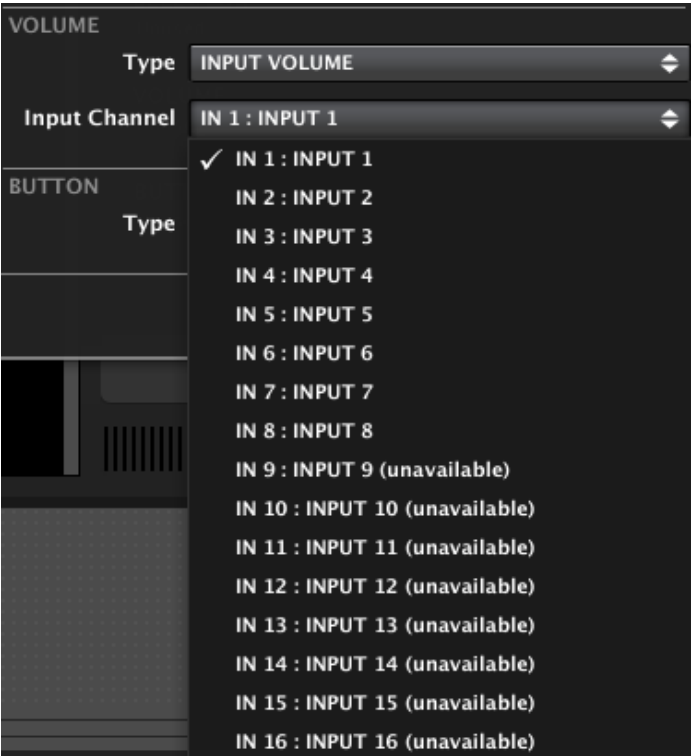 VOLUME
Type INPUT VOLUME
Input Channel IN 1 : INPUT 1
✓ IN 1 : INPUT 1
BUTTON
IN 2 : INPUT 2
Type
IN 3 : INPUT 3
IN 4 : INPUT 4
IN 5 : INPUT 5
IN 6 : INPUT 6
IN 7 : INPUT 7
IN 8 : INPUT 8
IN 9 : INPUT 9 (unavailable)
IN 10 : INPUT 10 (unavailable)
IN 11 : INPUT 11 (unavailable)
IN 12 : INPUT 12 (unavailable)
IN 13 : INPUT 13 (unavailable)
IN 14 : INPUT 14 (unavailable)
IN 15 : INPUT 15 (unavailable)
IN 16 : INPUT 16 (unavailable)